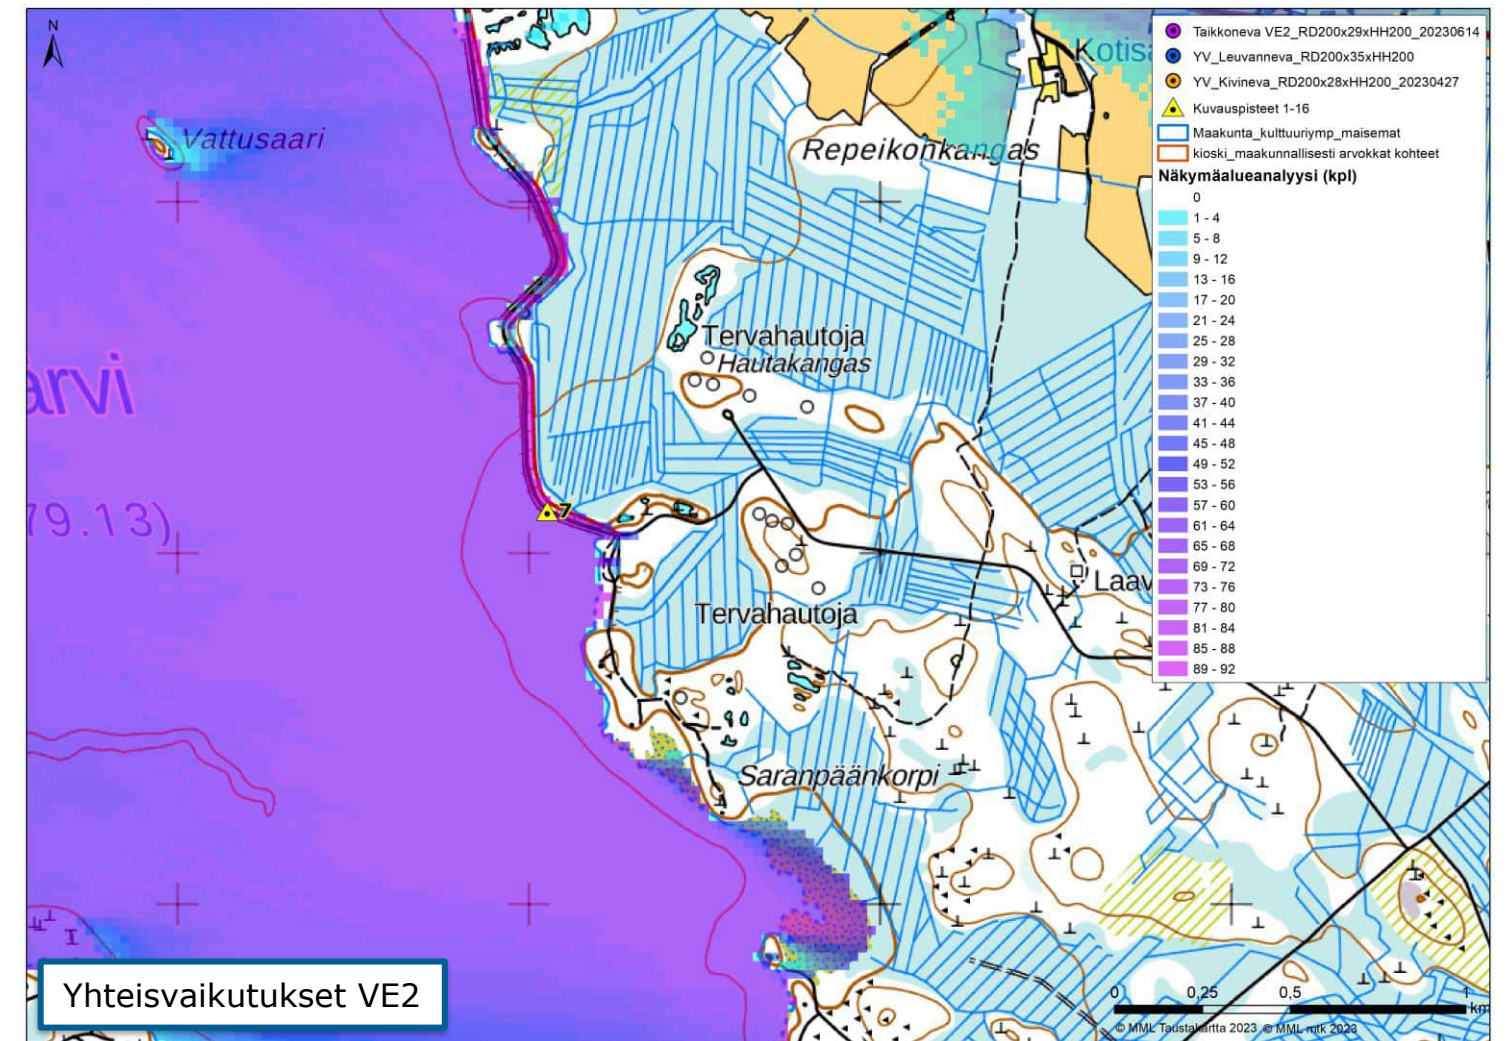 N
Taikkoneva VE2_RD200x29xHH200_20230614
YV_Leuvanneva_RD200x35xHH200
YV_Kivineva_RD200x28xHH200_20230427
Kuvauspisteet 1-16
Maakunta_kulttuuriymp_maisemat
kioski_maakunnallisesti arvokkat kohteet
Näkymäalueanalyysi (kpl)
0
1 - 4
5 - 8
9 - 12
13 - 16
17 - 20
21 - 24
25 - 28
29 - 32
33 - 36
37 - 40
41 - 44
45 - 48
49 - 52
53 - 56
57 - 60
61 - 64
65 - 68
69 - 72
73 - 76
77 - 80
81 - 84
85 - 88
89 - 92
Kotisa
Vattusaari
Repeikonkangas
Tervahautoja
Hautakangas
ärvi
79.13)
7
Laav
Tervahautoja
Saranpäänkorpi
Yhteisvaikutukset VE2
0 0,25 0,5 1
km
© MML Taustakartta 2023 © MML mtk 2023